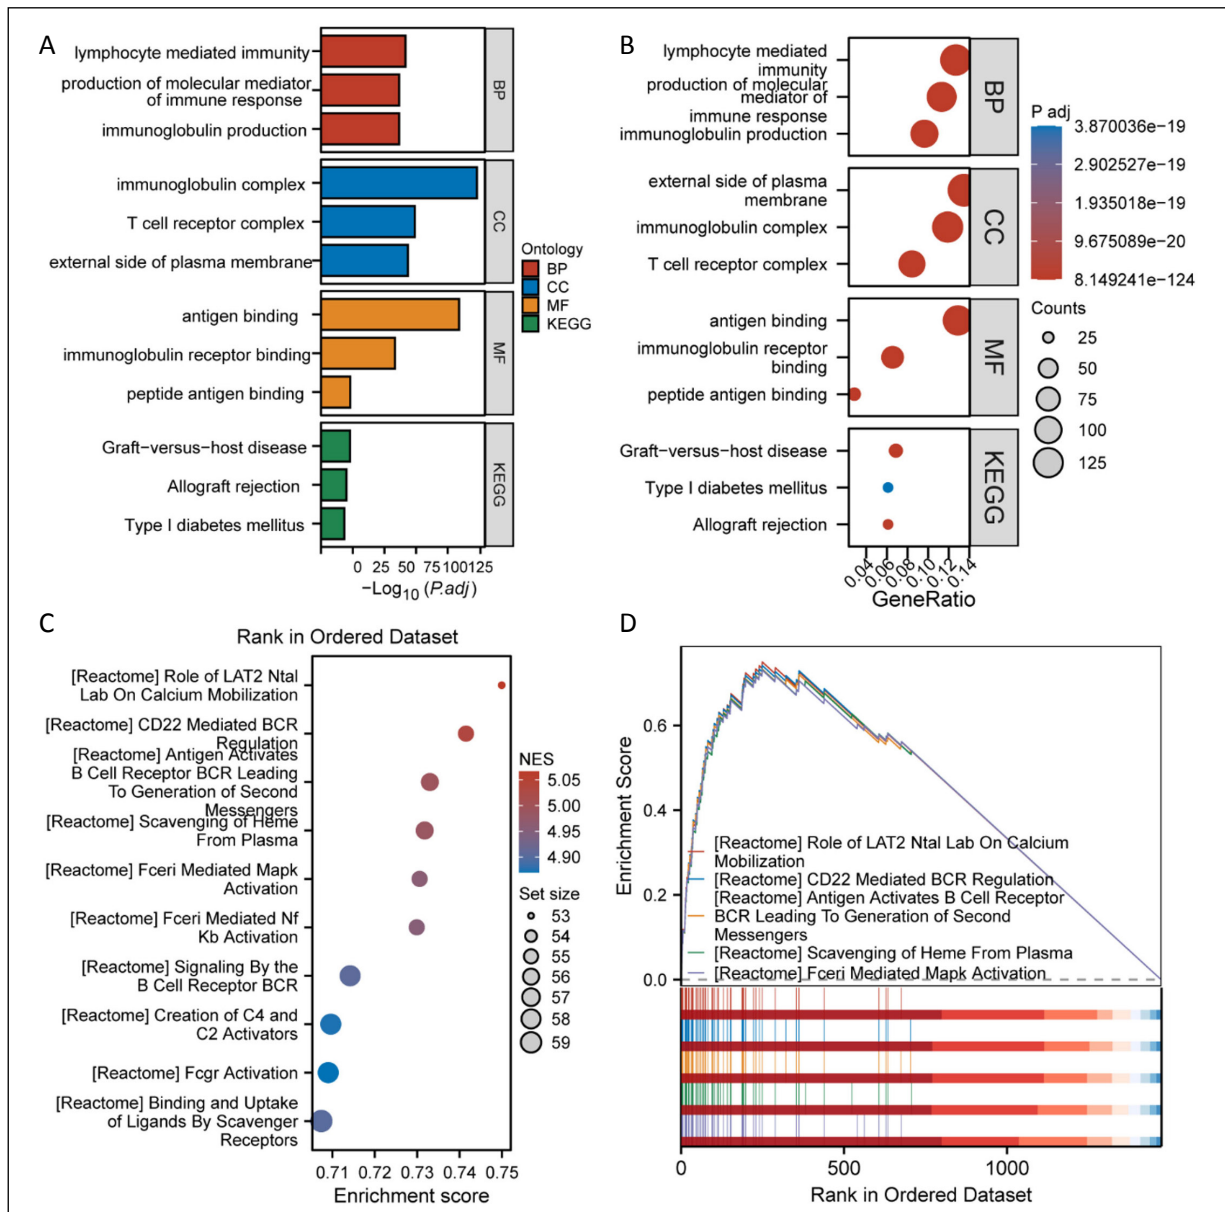 A
lymphocyte mediated immunity
production of molecular mediator
of immune response
immunoglobulin production
BP
immunoglobulin complex
T cell receptor complex
external side of plasma membrane
CC
antigen binding
immunoglobulin receptor binding
peptide antigen binding
MF
Graft-versus-host disease
Allograft rejection
Type I diabetes mellitus
KEGG
0 25 50 75 100 125
−Log10 (P.adj)
Ontology
BP
CC
MF
KEGG
B
lymphocyte mediated
immunity
production of molecular
mediator of
immune response
immunoglobulin production
BP
external side of plasma
membrane
immunoglobulin complex
T cell receptor complex
CC
antigen binding
immunoglobulin receptor
binding
peptide antigen binding
MF
Graft-versus-host disease
Type I diabetes mellitus
Allograft rejection
KEGG
0.04 0.06 0.08 0.10 0.12 0.14
GeneRatio
P adj
3.870036e−19
2.902527e−19
1.935018e−19
9.675089e−20
8.149241e−124
Counts
25
50
75
100
125
C
Rank in Ordered Dataset
[Reactome] Role of LAT2 Ntal
Lab On Calcium Mobilization
[Reactome] CD22 Mediated BCR
Regulation
[Reactome] Antigen Activates
B Cell Receptor BCR Leading
To Generation of Second
Messengers
[Reactome] Scavenging of Heme
From Plasma
[Reactome] Fceri Mediated Mapk
Activation
[Reactome] Fceri Mediated Nf
Kb Activation
[Reactome] Signaling By the
B Cell Receptor BCR
[Reactome] Creation of C4 and
C2 Activators
[Reactome] Fcgr Activation
[Reactome] Binding and Uptake
of Ligands By Scavenger
Receptors
0.71 0.72 0.73 0.74 0.75
Enrichment score
NES
5.05
5.00
4.95
4.90
Set size
53
54
55
56
57
58
59
D
Enrichment Score
0.6
0.4
0.2
0.0
[Reactome] Role of LAT2 Ntal Lab On Calcium
Mobilization
[Reactome] CD22 Mediated BCR Regulation
[Reactome] Antigen Activates B Cell Receptor
BCR Leading To Generation of Second
Messengers
[Reactome] Scavenging of Heme From Plasma
[Reactome] Fceri Mediated Mapk Activation
0 500 1000
Rank in Ordered Dataset